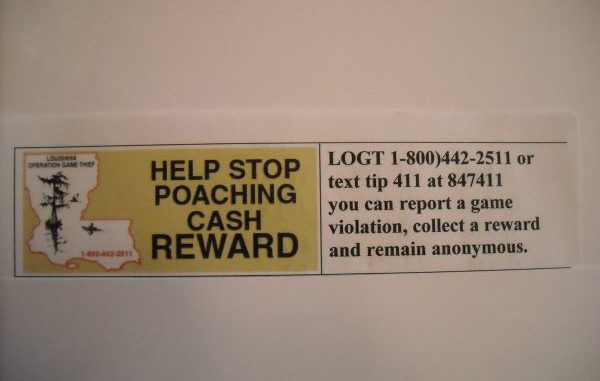 LOUISIANA
OPERATION GAME THIEF
1-800-442-2511
HELP STOP
POACHING
CASH
REWARD
LOGT 1-800)442-2511 or
text tip 411 at 847411
you can report a game
violation, collect a reward
and remain anonymous.